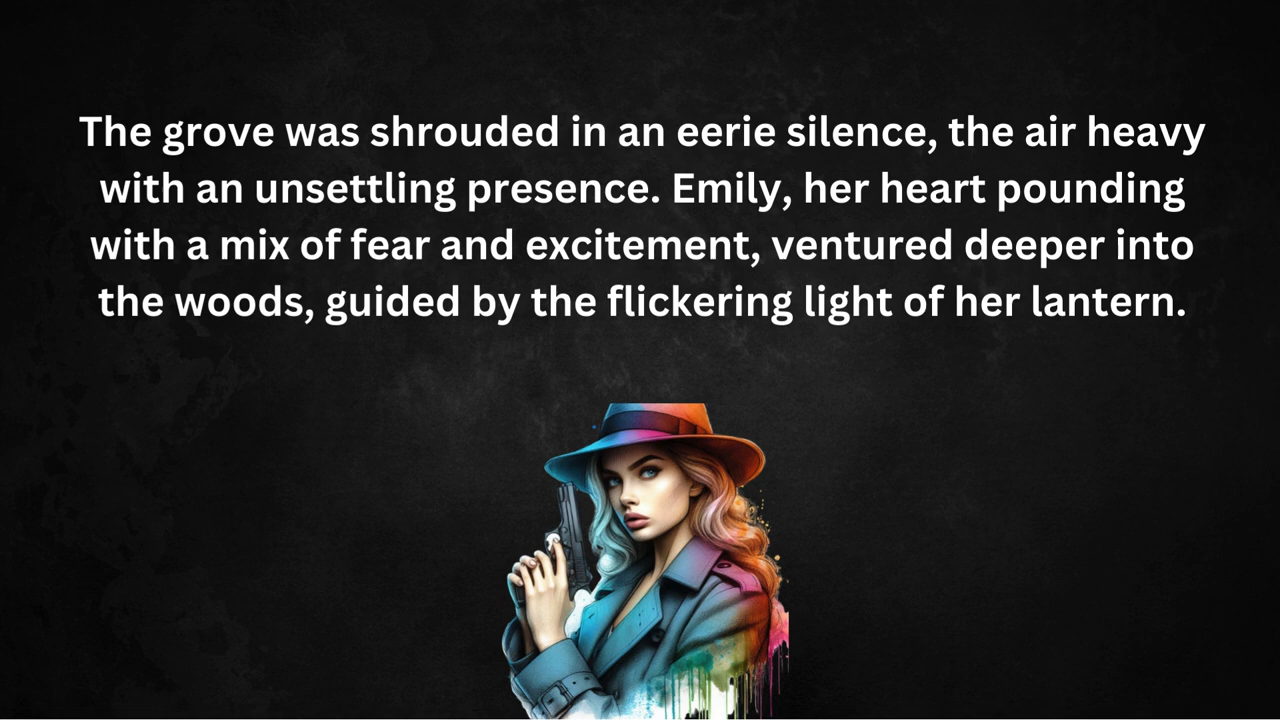 The grove was shrouded in an eerie silence, the air heavy
with an unsettling presence. Emily, her heart pounding
with a mix of fear and excitement, ventured deeper into
the woods, guided by the flickering light of her lantern.